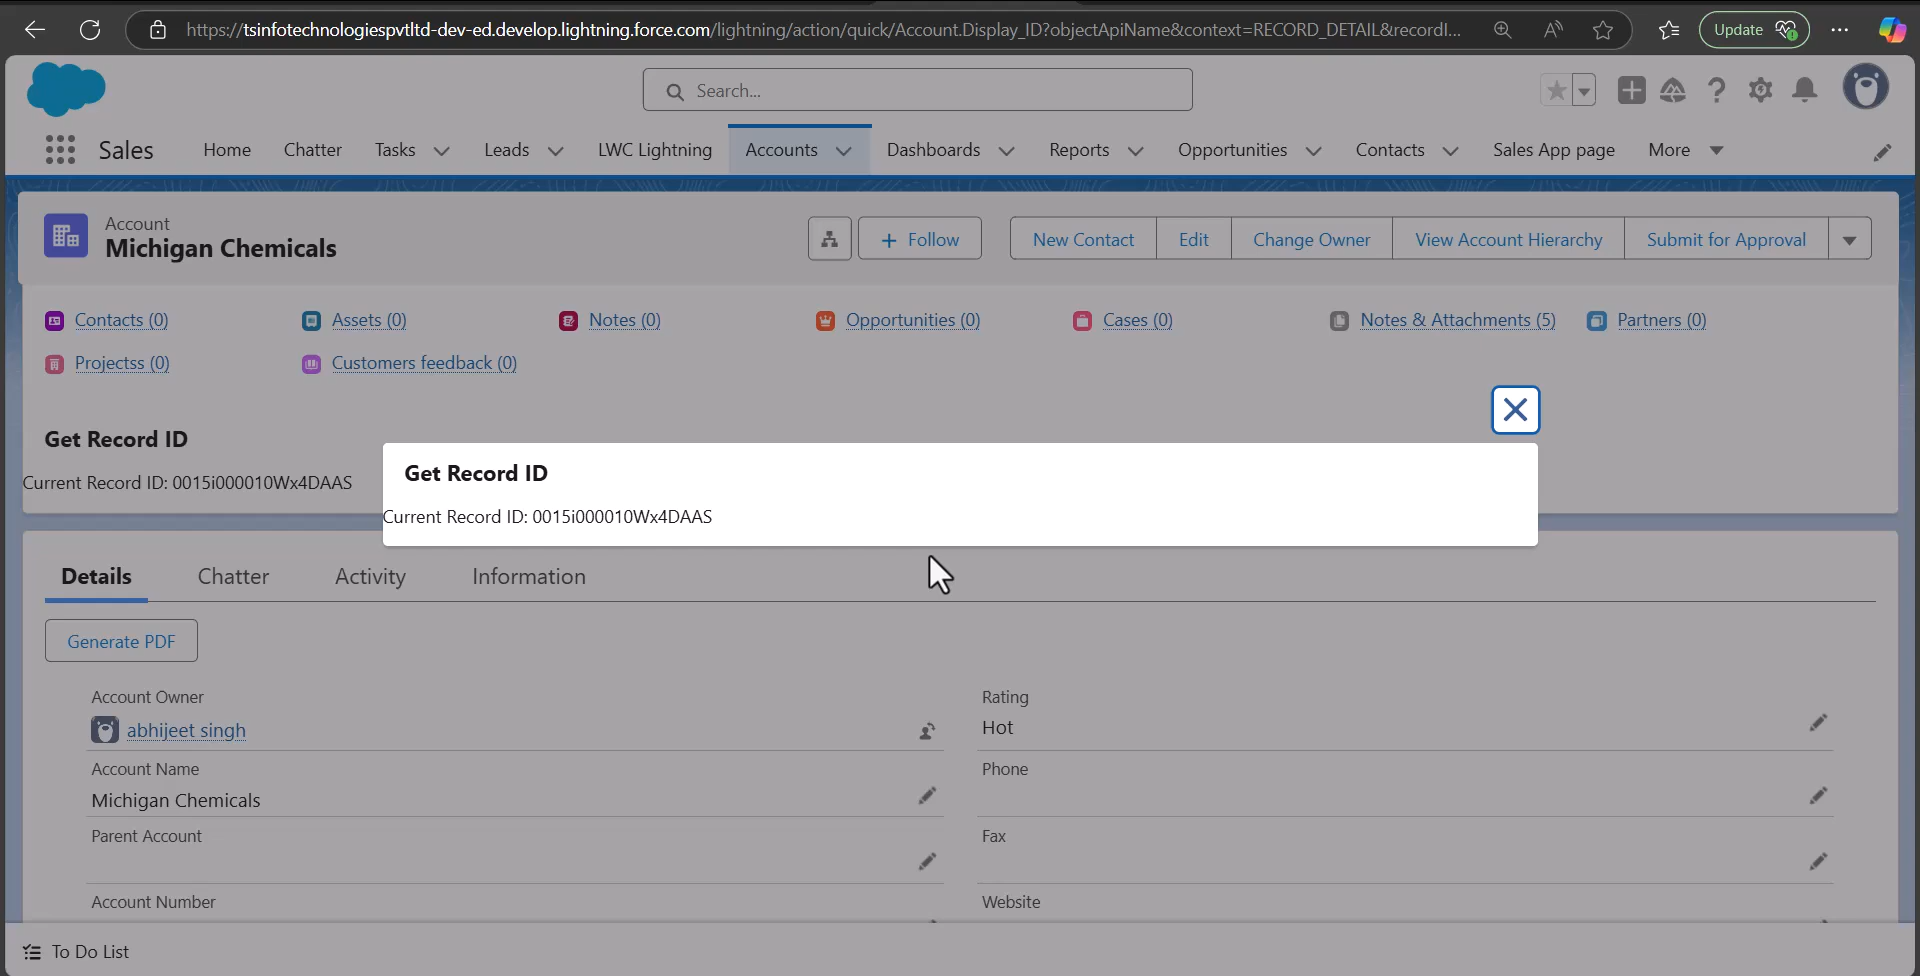 https://tsinfotechnologiespvtltd-dev-ed.develop.lightning.force.com/lightning/action/quick/Account.Display_ID?objectApiName&context=RECORD_DETAIL&recordI...
Update
Search...
Sales
Home
Chatter
Tasks
Leads
LWC Lightning
Accounts
Dashboards
Reports
Opportunities
Contacts
Sales App page
More
Account
Michigan Chemicals
+ Follow
New Contact
Edit
Change Owner
View Account Hierarchy
Submit for Approval
Contacts (0)
Assets (0)
Notes (0)
Opportunities (0)
Cases (0)
Notes & Attachments (5)
Partners (0)
Projectss (0)
Customers feedback (0)
Get Record ID
Current Record ID: 0015i000010Wx4DAAS
Get Record ID
Current Record ID: 0015i000010Wx4DAAS
Details
Chatter
Activity
Information
Generate PDF
Account Owner
abhijeet singh
Rating
Hot
Account Name
Michigan Chemicals
Phone
Parent Account
Fax
Account Number
Website
To Do List